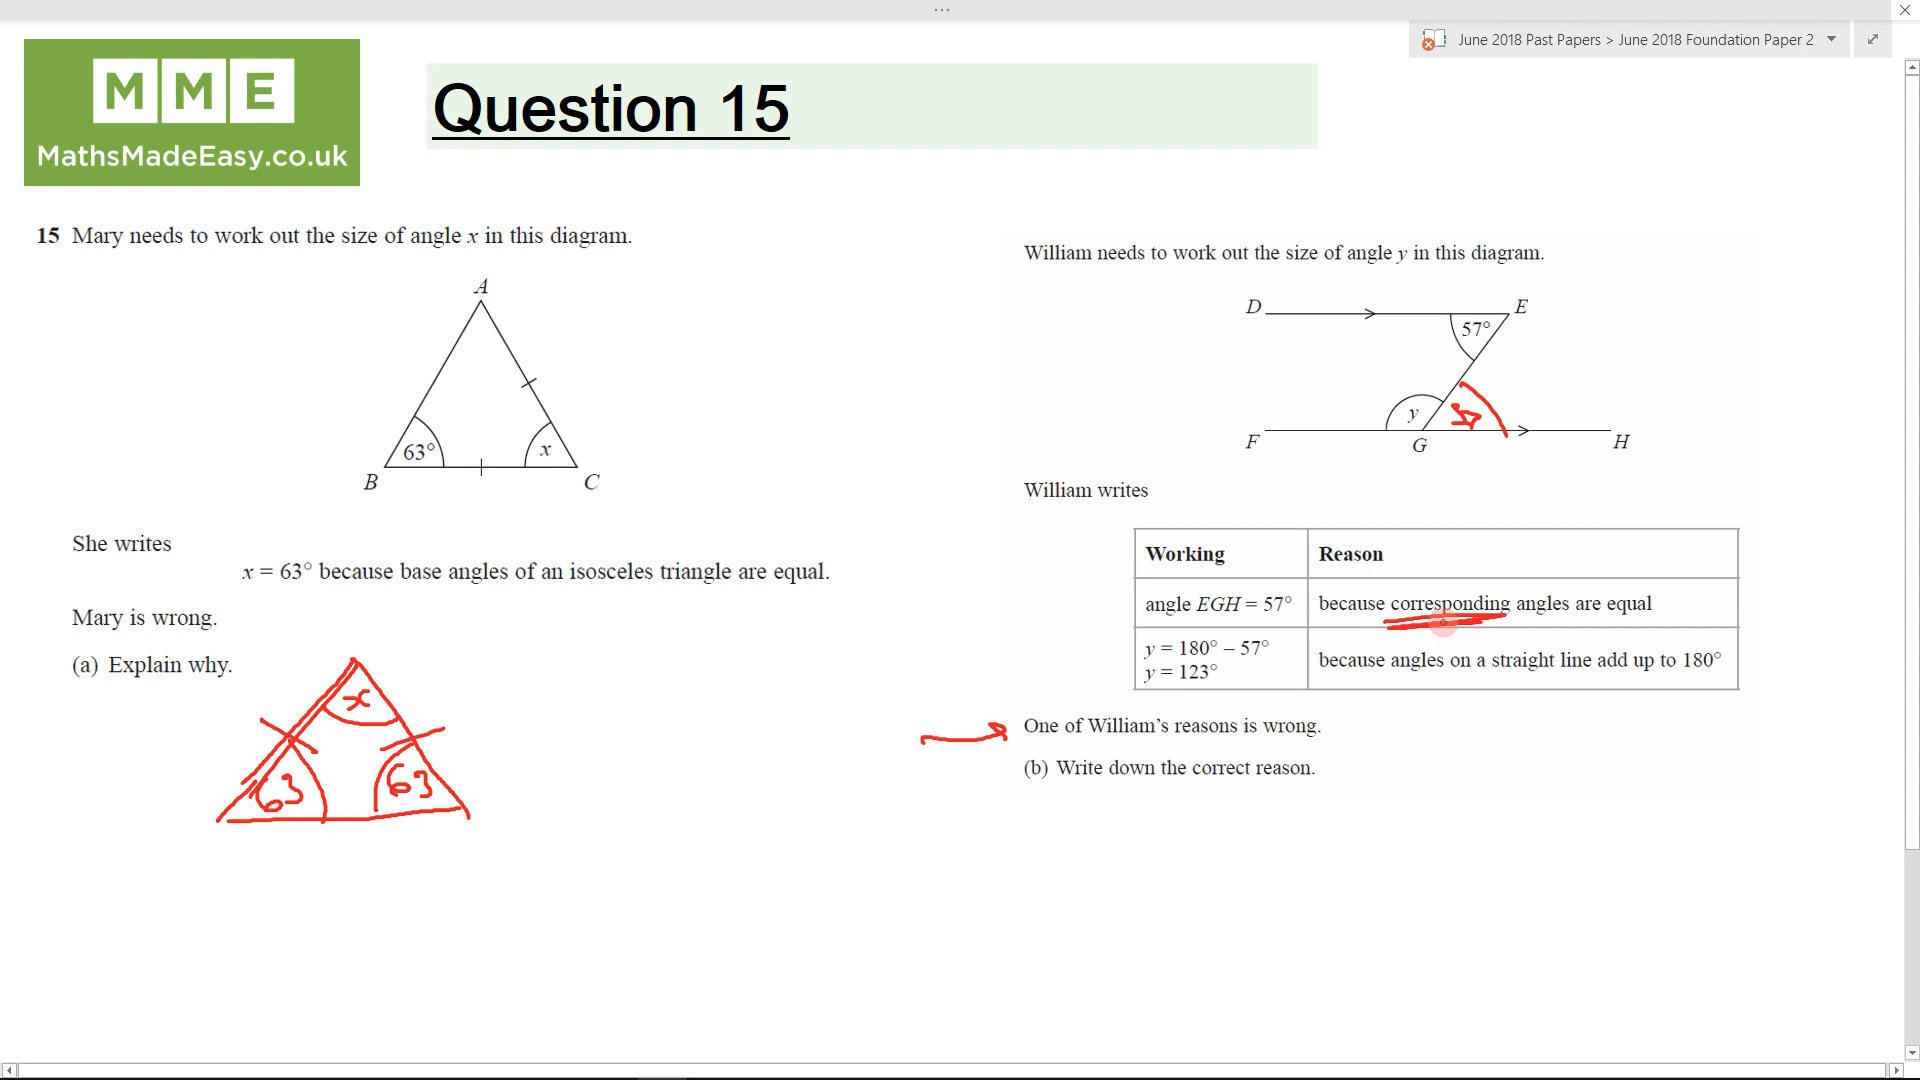 June 2018 Past Papers > June 2018 Foundation Paper 2
MME
MathsMadeEasy.co.uk
Question 15
15 Mary needs to work out the size of angle x in this diagram.
A
63°
x
B
C
She writes
x = 63° because base angles of an isosceles triangle are equal.
Mary is wrong.
(a) Explain why.
x
63
63
William needs to work out the size of angle y in this diagram.
D
E
57°
y
F
G
H
William writes
Working Reason
angle EGH = 57° because corresponding angles are equal
y = 180° – 57°
y = 123°
because angles on a straight line add up to 180°
One of William’s reasons is wrong.
(b) Write down the correct reason.